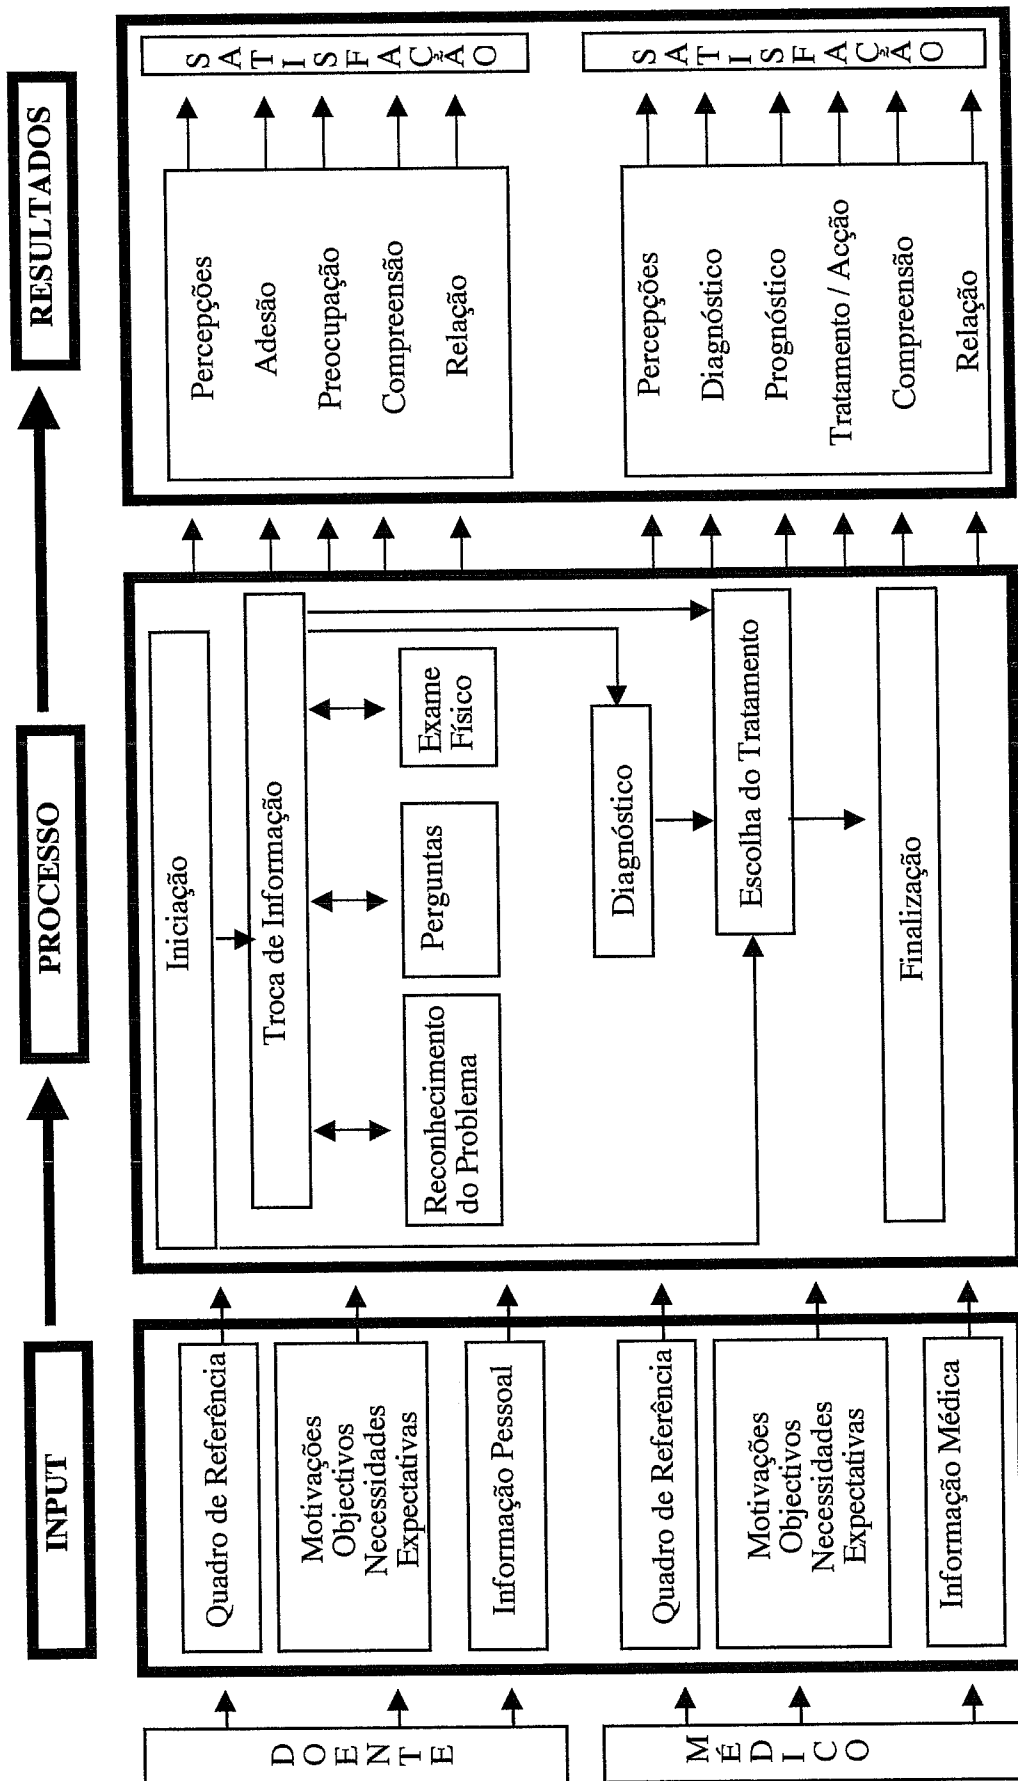 INPUT
PROCESSO
RESULTADOS
DOENTE
Quadro de Referência
Motivações
Objectivos
Necessidades
Expectativas
Informação Pessoal
MÉDICO
Quadro de Referência
Motivações
Objectivos
Necessidades
Expectativas
Informação Médica
Iniciação
Troca de Informação
Reconhecimento
do Problema
Perguntas
Exame
Físico
Diagnóstico
Escolha do Tratamento
Finalização
Percepções
Adesão
Preocupação
Compreensão
Relação
SATISFAÇÃO
Percepções
Diagnóstico
Prognóstico
Tratamento / Acção
Compreensão
Relação
SATISFAÇÃO